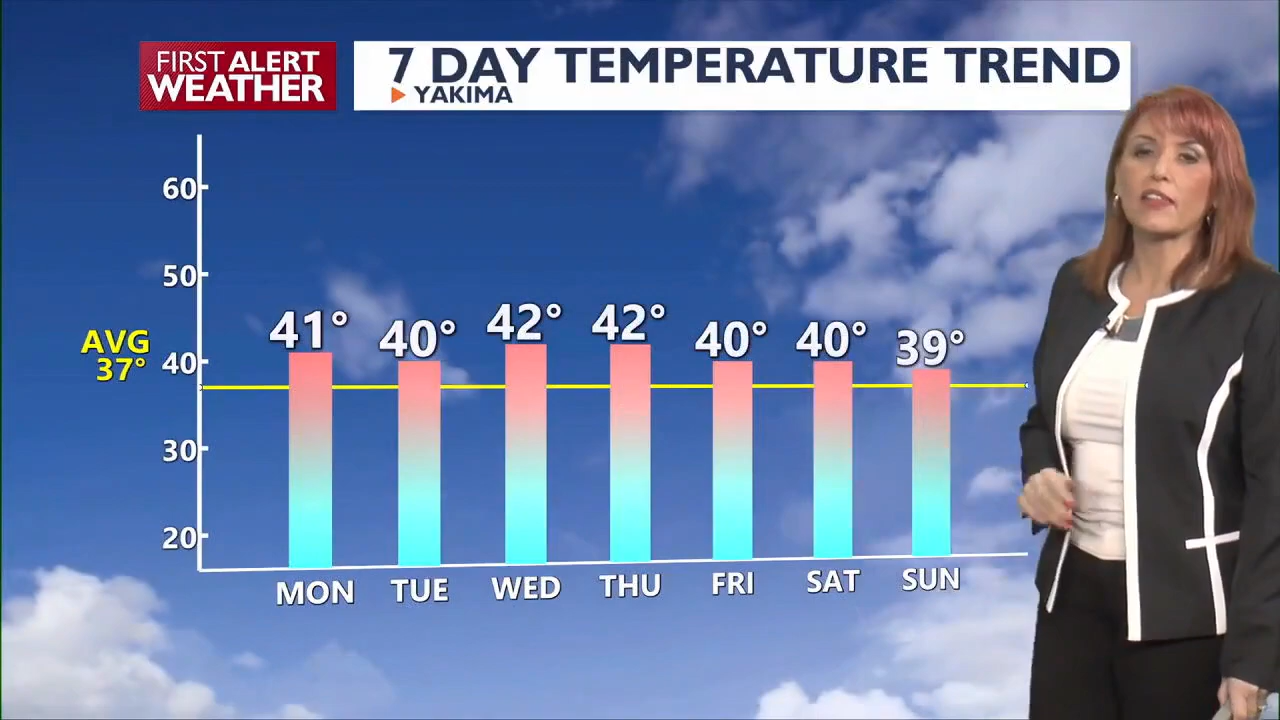 FIRST ALERT
WEATHER
7 DAY TEMPERATURE TREND
YAKIMA
60
50
AVG
37°
40
30
20
41°
40°
42°
42°
40°
40°
39°
MON
TUE
WED
THU
FRI
SAT
SUN